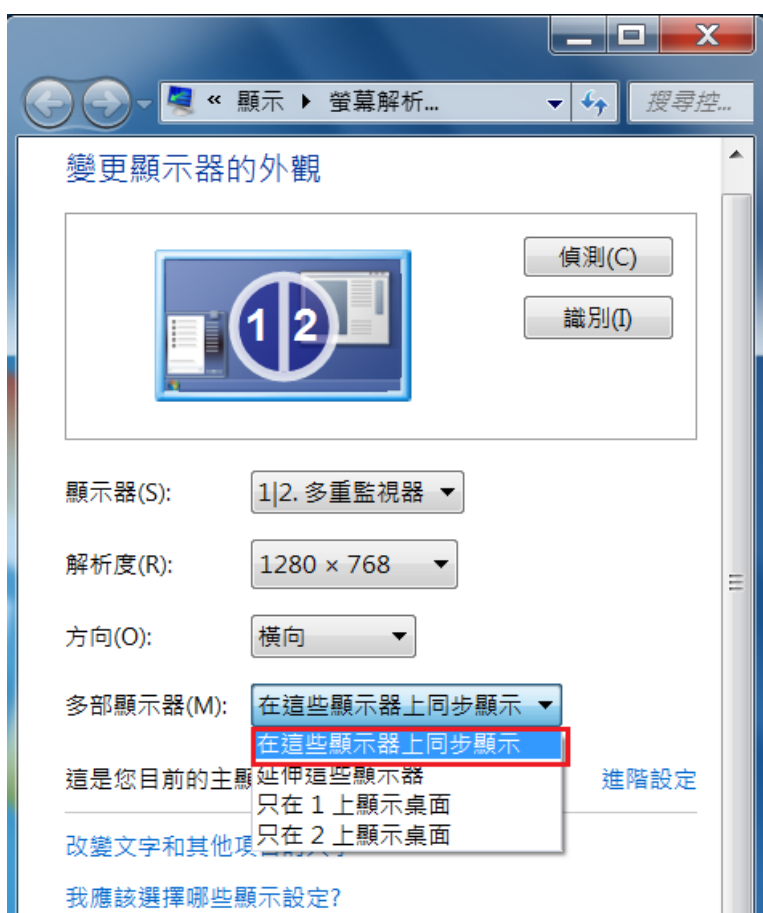 « 顯示 ▸ 螢幕解析...
搜尋控...
變更顯示器的外觀
1 2
偵測(C)
識別(I)
顯示器(S): 1|2. 多重監視器
解析度(R): 1280 × 768
方向(O): 橫向
多部顯示器(M): 在這些顯示器上同步顯示
在這些顯示器上同步顯示
延伸這些顯示器
只在 1 上顯示桌面
只在 2 上顯示桌面
這是您目前的主顯
進階設定
改變文字和其他項
我應該選擇哪些顯示設定?